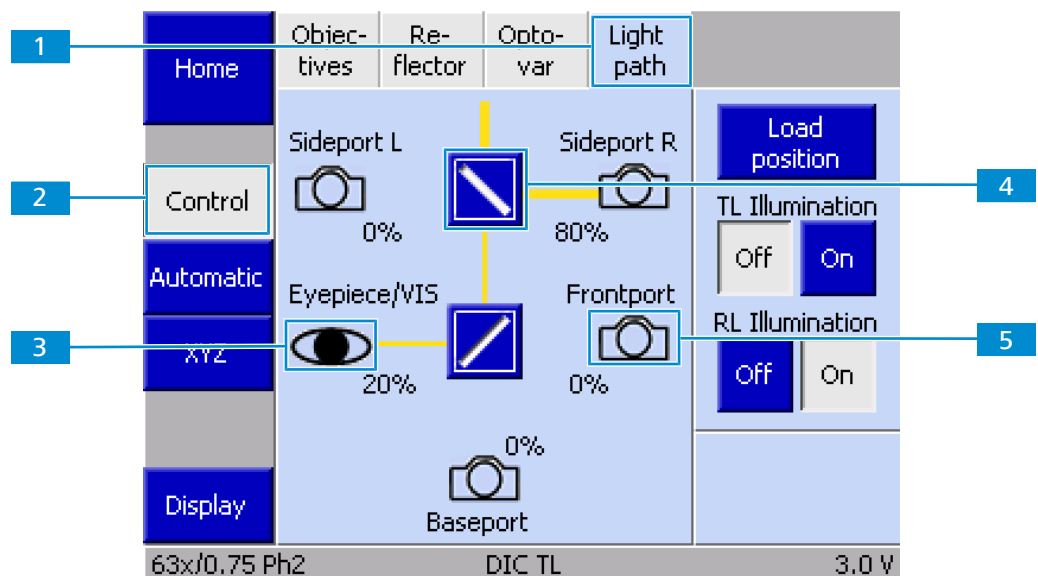 1
Home
Objec-
tives
Re-
flector
Opto-
var
Light
path
2
Control
Automatic
3
XYZ
Display
Sideport L
0%
Sideport R
80%
4
Eyepiece/VIS
20%
Frontport
0%
5
0%
Baseport
Load
position
TL Illumination
Off
On
RL Illumination
Off
On
63x/0.75 Ph2
DIC TL
3.0 V